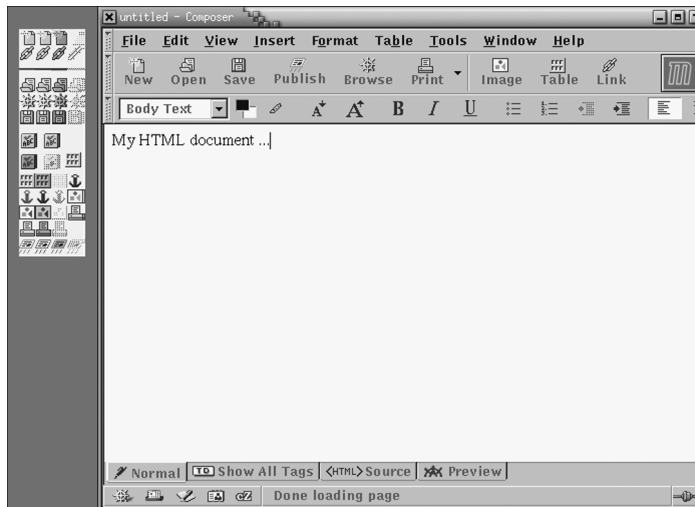 untitled - Composer
File Edit View Insert Format Table Tools Window Help
New Open Save Publish Browse Print Image Table Link
m
Body Text A A B I U
My HTML document ...
Normal TD Show All Tags <HTML> Source Preview
Done loading page